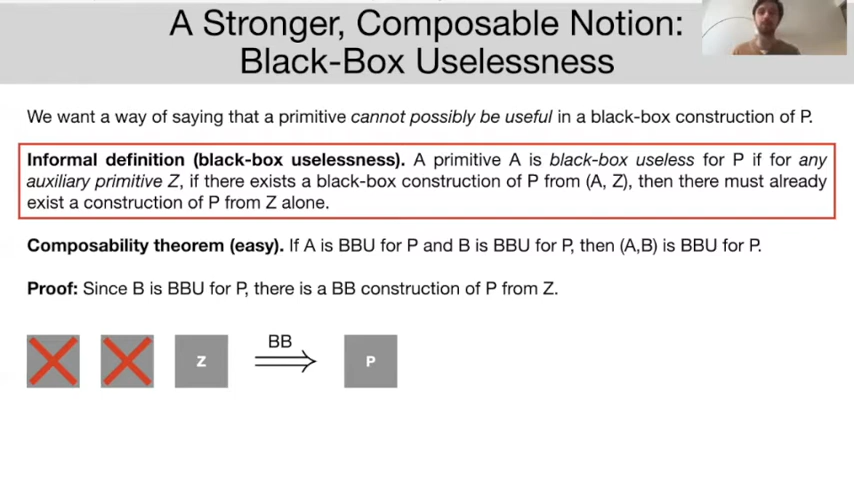 A Stronger, Composable Notion:
Black-Box Uselessness
We want a way of saying that a primitive cannot possibly be useful in a black-box construction of P.
Informal definition (black-box uselessness). A primitive A is black-box useless for P if for any
auxiliary primitive Z, if there exists a black-box construction of P from (A, Z), then there must already
exist a construction of P from Z alone.
Composability theorem (easy). If A is BBU for P and B is BBU for P, then (A,B) is BBU for P.
Proof: Since B is BBU for P, there is a BB construction of P from Z.
BB
Z P